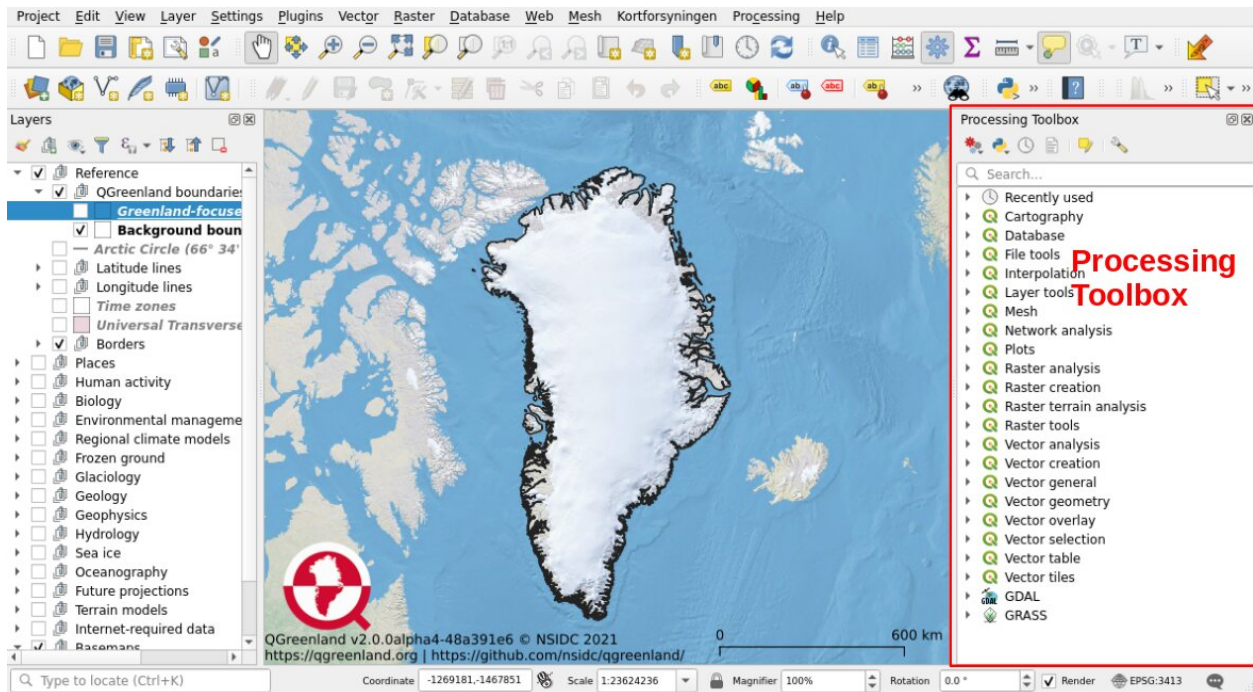 Project Edit View Layer Settings Plugins Vector Raster Database Web Mesh Kortforsyningen Processing Help
Layers
Reference
QGreenland boundaries
Greenland-focuse
Background boun
Arctic Circle (66° 34'
Latitude lines
Longitude lines
Time zones
Universal Transverse
Borders
Places
Human activity
Biology
Environmental manageme
Regional climate models
Frozen ground
Glaciology
Geology
Geophysics
Hydrology
Sea ice
Oceanography
Future projections
Terrain models
Internet-required data
Basemaps
QGreenland v2.0.0alpha4-48a391e6 © NSIDC 2021
https://qgreenland.org | https://github.com/nsidc/qgreenland/
0 600 km
Processing Toolbox
Search...
Recently used
Cartography
Database
File tools
Interpolation
Layer tools
Mesh
Network analysis
Plots
Raster analysis
Raster creation
Raster terrain analysis
Raster tools
Vector analysis
Vector creation
Vector general
Vector geometry
Vector overlay
Vector selection
Vector table
Vector tiles
GDAL
GRASS
Processing
Toolbox
Type to locate (Ctrl+K) Coordinate -1269181,-1467851 Scale 1:23624236 Magnifier 100% Rotation 0.0 ° Render EPSG:3413